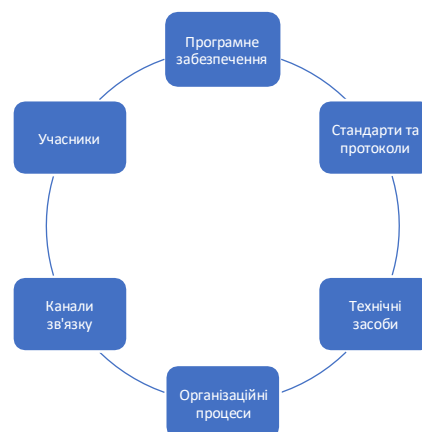 Програмне
забезпечення
Стандарти та
протоколи
Технічні
засоби
Організаційні
процеси
Канали
зв'язку
Учасники